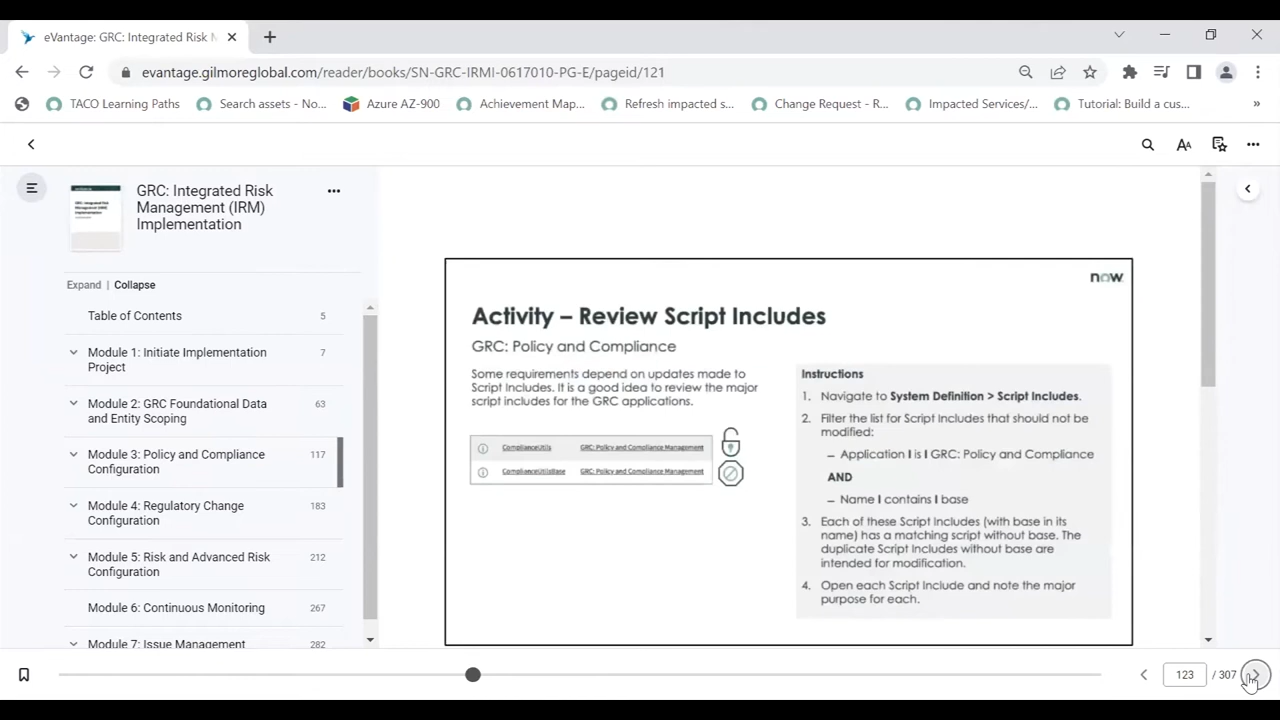 eVantage: GRC: Integrated Risk M
evantage.gilmoreglobal.com/reader/books/SN-GRC-IRMI-0617010-PG-E/pageid/121
TACO Learning Paths
Search assets - No...
Azure AZ-900
Achievement Map...
Refresh impacted s...
Change Request - R...
Impacted Services/...
Tutorial: Build a cus...
»
AA
GRC: Integrated Risk
Management (IRM)
Implementation
Expand | Collapse
Table of Contents 5
Module 1: Initiate Implementation 7
Project
Module 2: GRC Foundational Data 63
and Entity Scoping
Module 3: Policy and Compliance 117
Configuration
Module 4: Regulatory Change 183
Configuration
Module 5: Risk and Advanced Risk 212
Configuration
Module 6: Continuous Monitoring 267
Module 7: Issue Management 282
now
Activity – Review Script Includes
GRC: Policy and Compliance
Some requirements depend on updates made to
Script Includes. It is a good idea to review the major
script includes for the GRC applications.
ComplianceUtils GRC: Policy and Compliance Management
ComplianceUtilsBase GRC: Policy and Compliance Management
Instructions
1. Navigate to System Definition > Script Includes.
2. Filter the list for Script Includes that should not be
modified:
– Application I is I GRC: Policy and Compliance
AND
– Name I contains I base
3. Each of these Script Includes (with base in its
name) has a matching script without base. The
duplicate Script Includes without base are
intended for modification.
4. Open each Script Include and note the major
purpose for each.
123 / 307